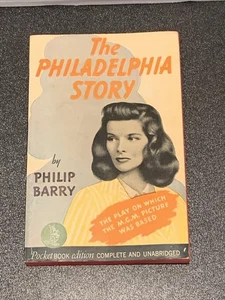 The
PHILADELPHIA
STORY
by
PHILIP
BARRY
THE PLAY ON WHICH
THE M.G.M. PICTURE
WAS BASED
Pocket BOOK edition COMPLETE AND UNABRIDGED